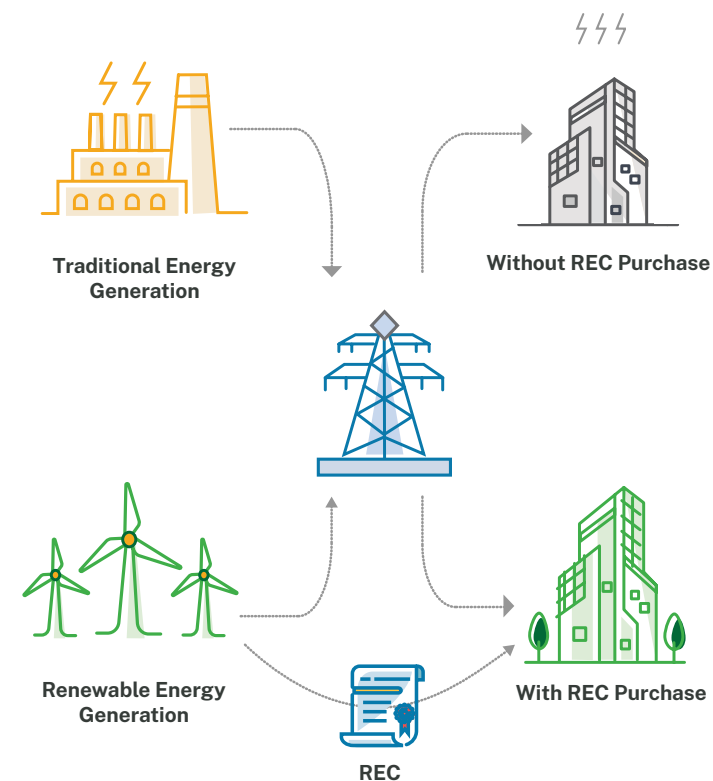 Traditional Energy
Generation
Without REC Purchase
Renewable Energy
Generation
With REC Purchase
REC